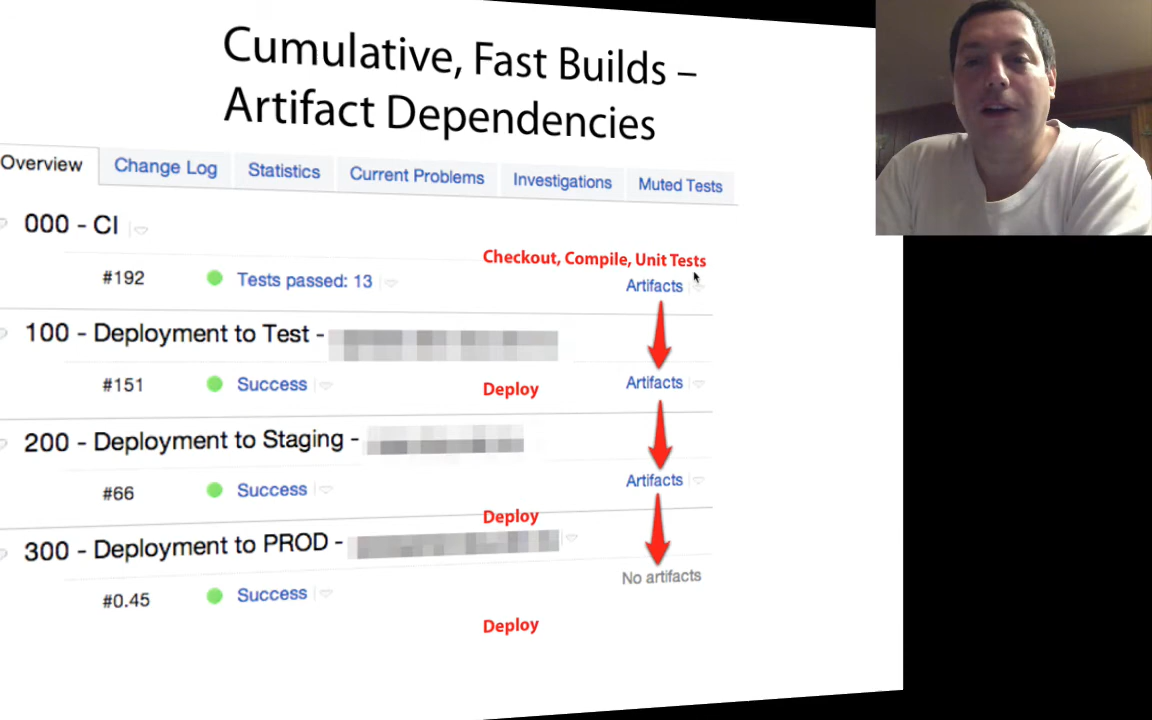 Cumulative, Fast Builds –
Artifact Dependencies
Overview Change Log Statistics Current Problems Investigations Muted Tests
000 - CI
Checkout, Compile, Unit Tests
#192 Tests passed: 13 Artifacts
100 - Deployment to Test -
#151 Success Deploy Artifacts
200 - Deployment to Staging -
#66 Success Artifacts
Deploy
300 - Deployment to PROD -
No artifacts
#0.45 Success
Deploy